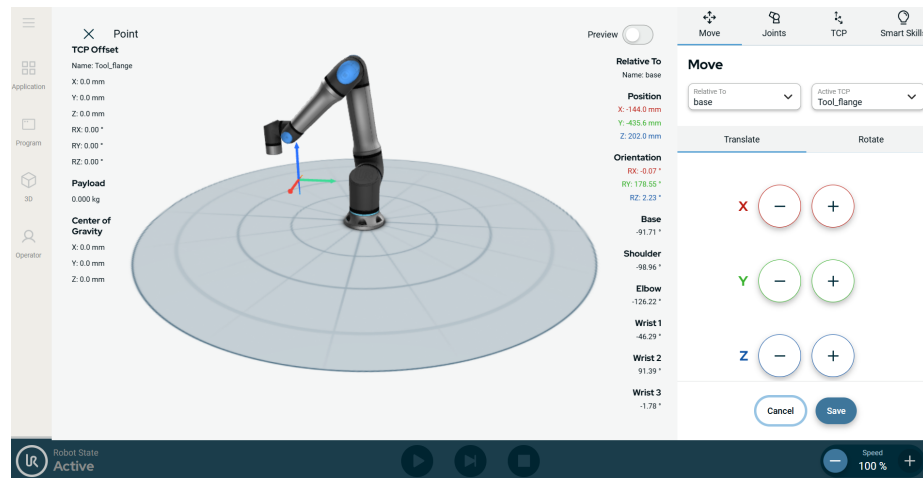 Point
Preview
TCP Offset
Name: Tool_flange
X: 0.0 mm
Y: 0.0 mm
Z: 0.0 mm
RX: 0.00 °
RY: 0.00 °
RZ: 0.00 °
Payload
0.000 kg
Center of
Gravity
X: 0.0 mm
Y: 0.0 mm
Z: 0.0 mm
Application
Program
3D
Operator
Relative To
Name: base
Position
X: -144.0 mm
Y: -435.6 mm
Z: 202.0 mm
Orientation
RX: -0.07 °
RY: 178.55 °
RZ: 2.23 °
Base
-91.71 °
Shoulder
-98.96 °
Elbow
-126.22 °
Wrist 1
-46.29 °
Wrist 2
91.39 °
Wrist 3
-1.78 °
Move
Joints
TCP
Smart Skills
Move
Relative To
base
Active TCP
Tool_flange
Translate
Rotate
X − +
Y − +
Z − +
Cancel
Save
UR
Robot State
Active
Speed
− 100 % +